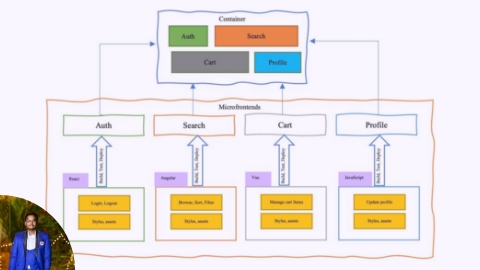 Container
Auth
Search
Cart
Profile
Microfrontends
Auth
Search
Cart
Profile
Build, Test, Deploy
Build, Test, Deploy
Build, Test, Deploy
Build, Test, Deploy
React
Angular
Vue
JavaScript
Login, Logout
Browse, Sort, Filter
Manage cart items
Update profile
Styles, assets
Styles, assets
Styles, assets
Styles, assets